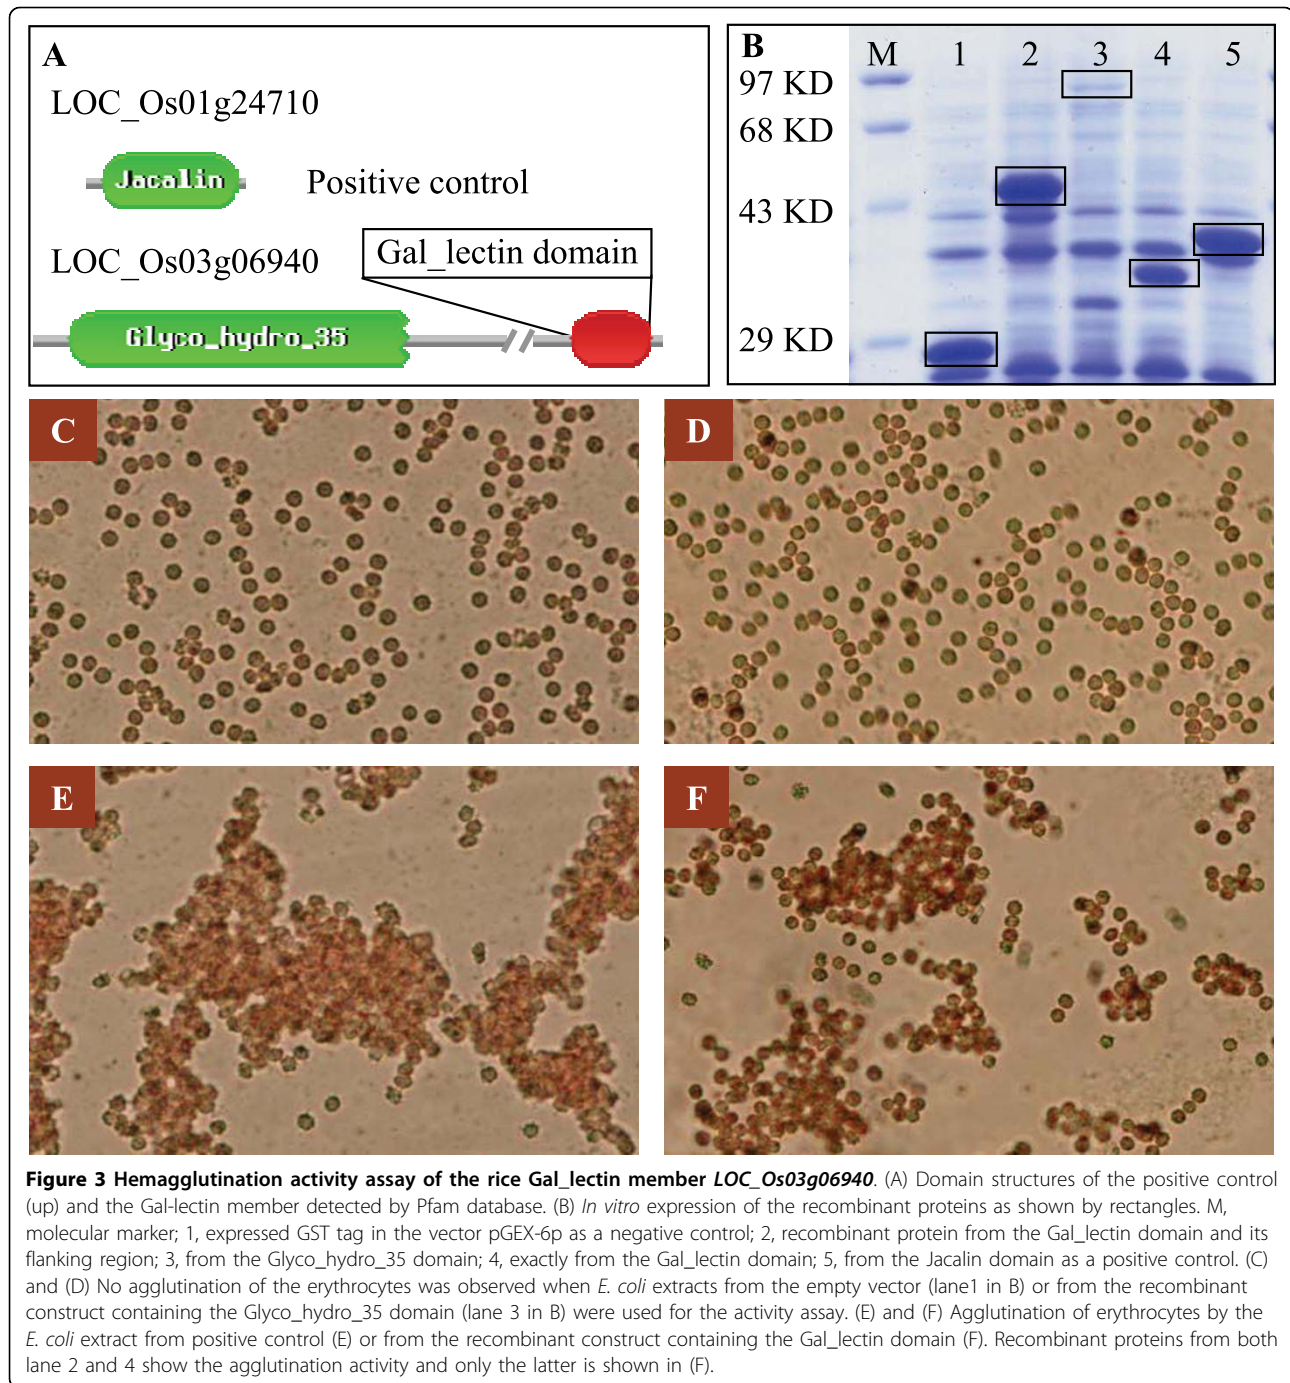 A
LOC_Os01g24710
Jacalin
Positive control
LOC_Os03g06940
Gal_lectin domain
Glyco_hydro_35
B
M 1 2 3 4 5
97 KD
68 KD
43 KD
29 KD
C
D
E
F
Figure 3 Hemagglutination activity assay of the rice Gal_lectin member LOC_Os03g06940. (A) Domain structures of the positive control
(up) and the Gal-lectin member detected by Pfam database. (B) In vitro expression of the recombinant proteins as shown by rectangles. M,
molecular marker; 1, expressed GST tag in the vector pGEX-6p as a negative control; 2, recombinant protein from the Gal_lectin domain and its
flanking region; 3, from the Glyco_hydro_35 domain; 4, exactly from the Gal_lectin domain; 5, from the Jacalin domain as a positive control. (C)
and (D) No agglutination of the erythrocytes was observed when E. coli extracts from the empty vector (lane1 in B) or from the recombinant
construct containing the Glyco_hydro_35 domain (lane 3 in B) were used for the activity assay. (E) and (F) Agglutination of erythrocytes by the
E. coli extract from positive control (E) or from the recombinant construct containing the Gal_lectin domain (F). Recombinant proteins from both
lane 2 and 4 show the agglutination activity and only the latter is shown in (F).